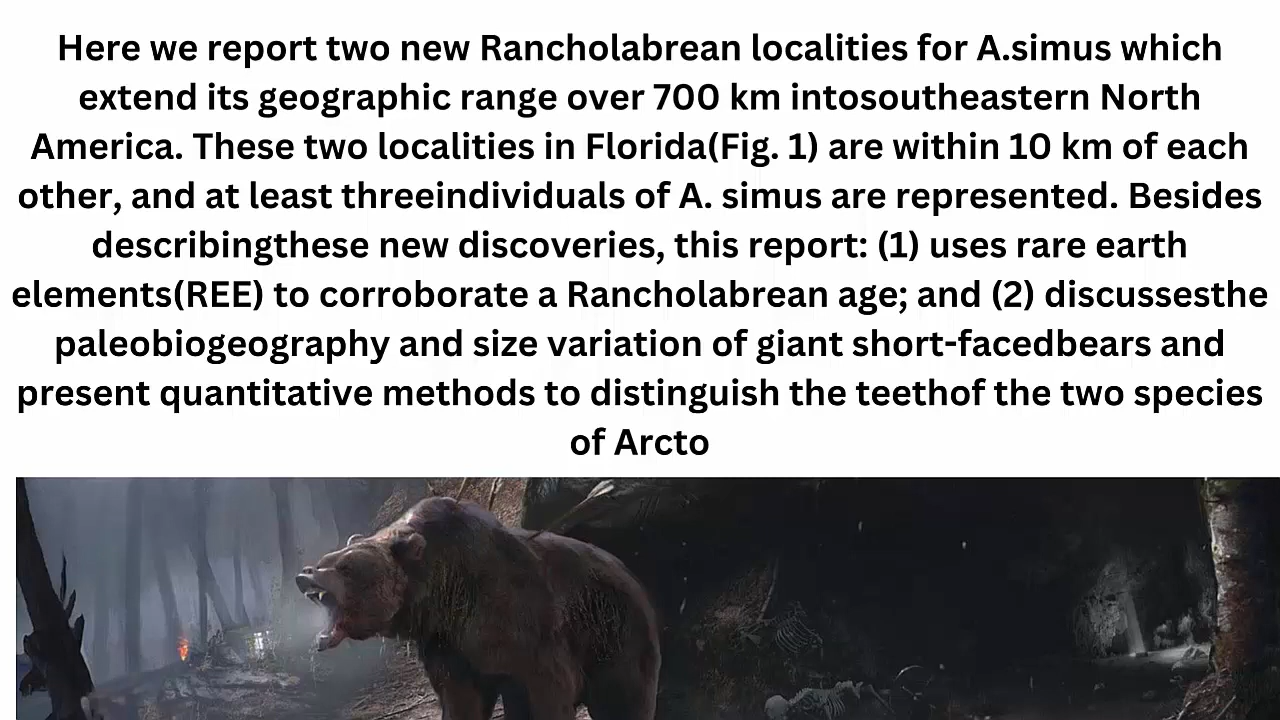 Here we report two new Rancholabrean localities for A.simus which
extend its geographic range over 700 km intosoutheastern North
America. These two localities in Florida(Fig. 1) are within 10 km of each
other, and at least threeindividuals of A. simus are represented. Besides
describingthese new discoveries, this report: (1) uses rare earth
elements(REE) to corroborate a Rancholabrean age; and (2) discussesthe
paleobiogeography and size variation of giant short-facedbears and
present quantitative methods to distinguish the teethof the two species
of Arcto